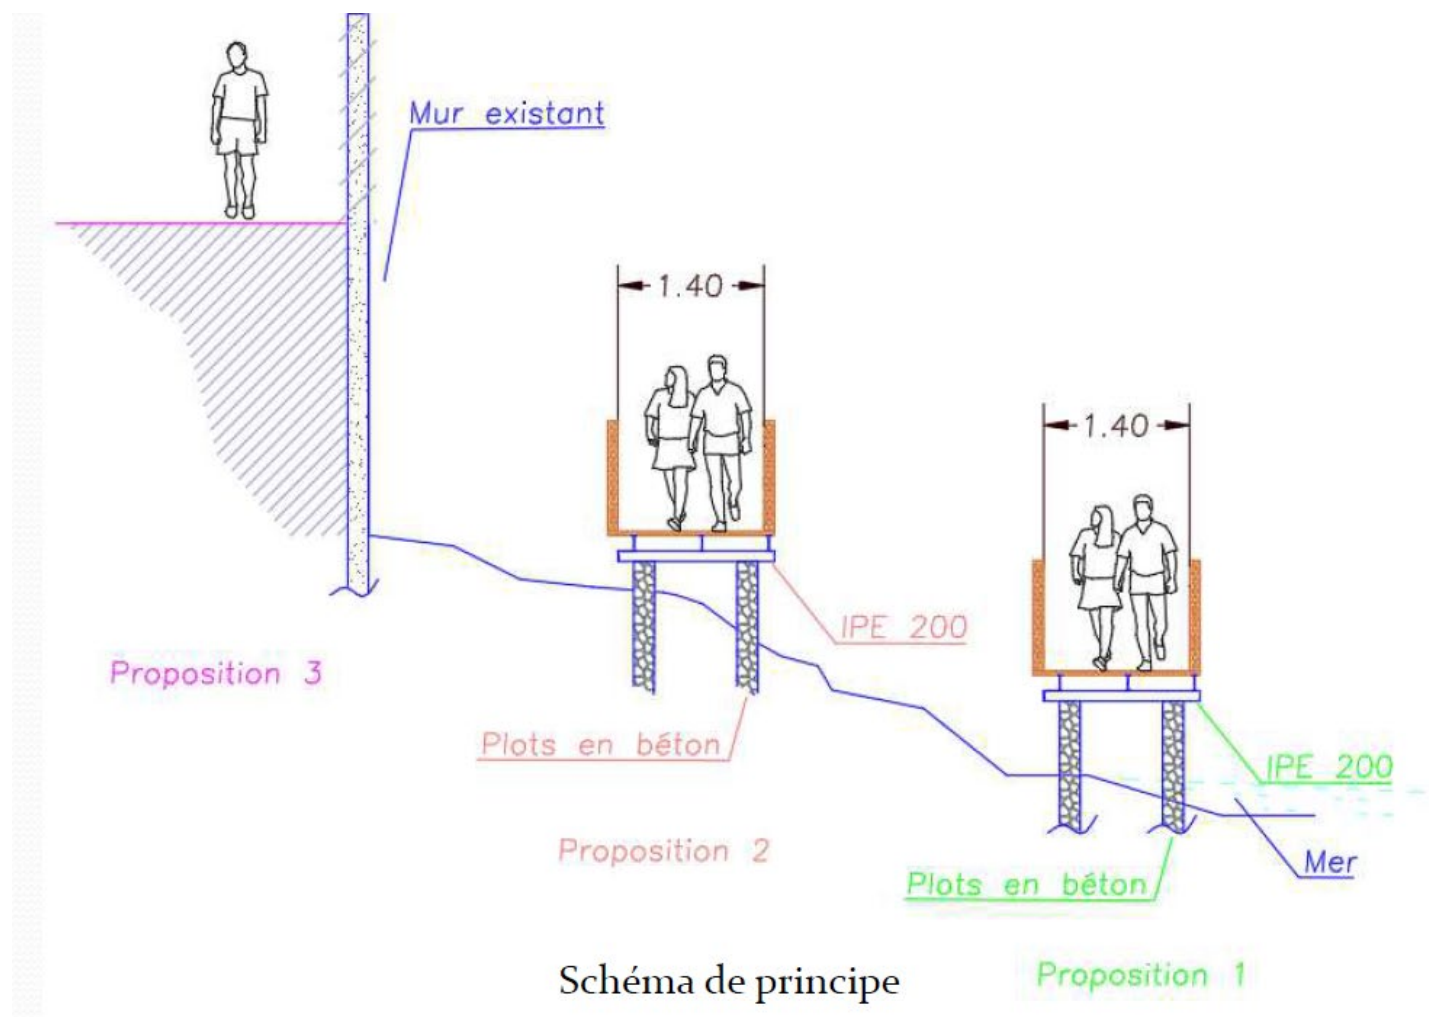 Mur existant
1.40
1.40
IPE 200
Proposition 3
Plots en béton
IPE 200
Proposition 2
Mer
Plots en béton
Schéma de principe
Proposition 1